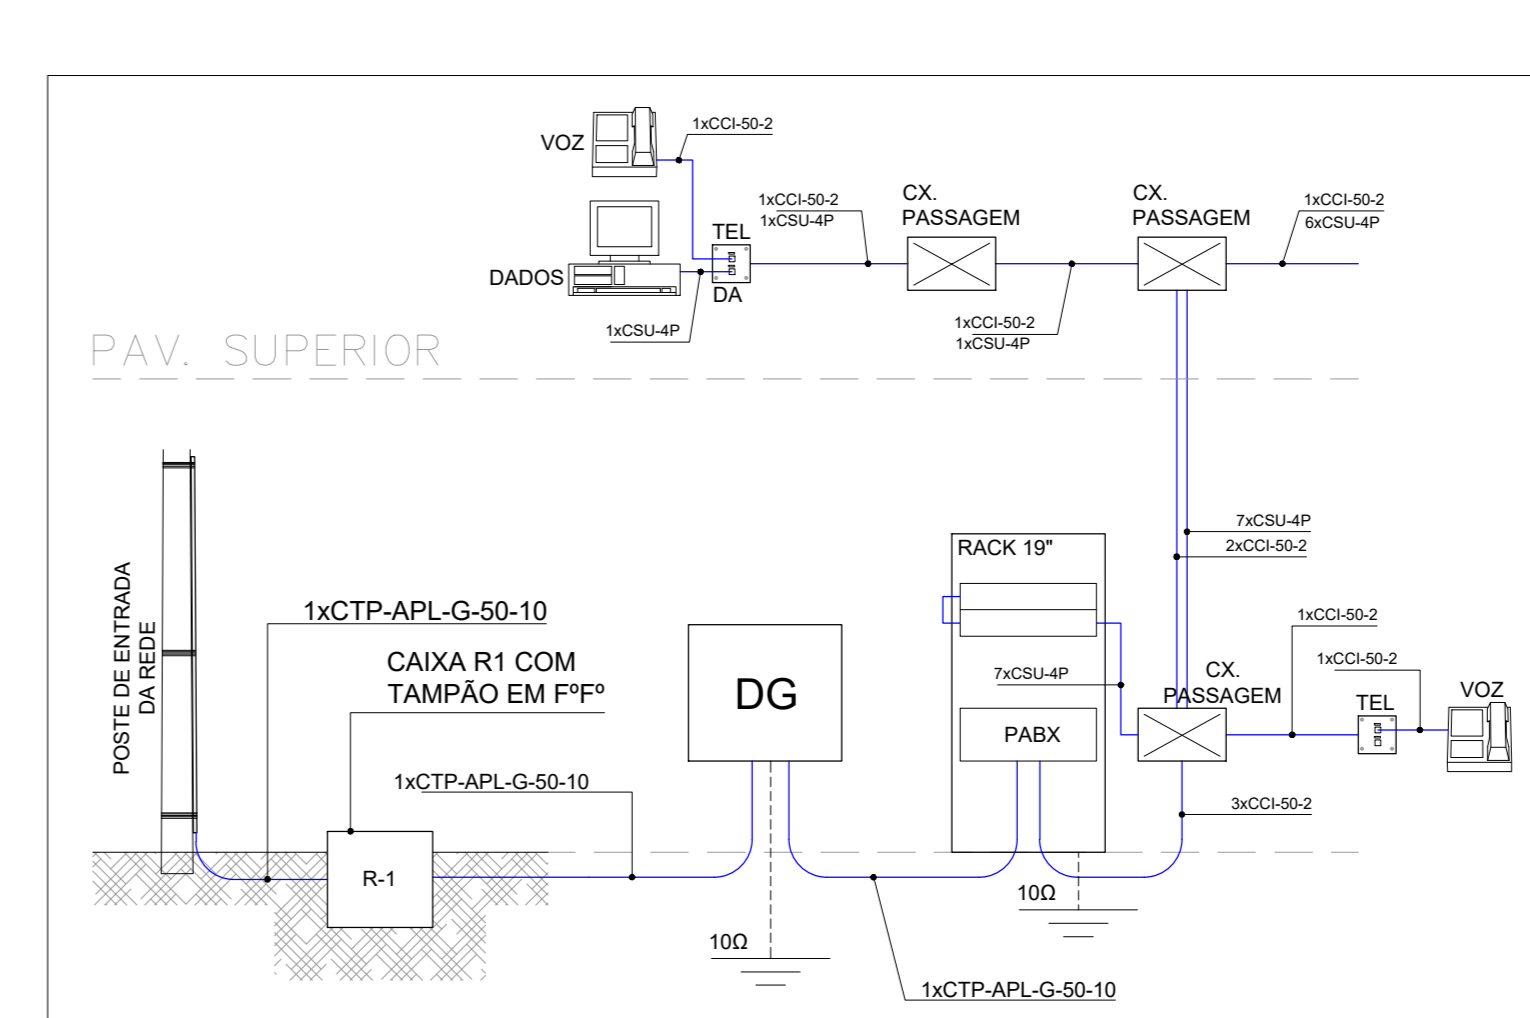 VOZ
1xCCI-50-2
DADOS
1xCSU-4P
TEL
DA
1xCCI-50-2
1xCSU-4P
CX.
PASSAGEM
1xCCI-50-2
1xCSU-4P
CX.
PASSAGEM
1xCCI-50-2
6xCSU-4P
PAV. SUPERIOR
7xCSU-4P
2xCCI-50-2
POSTE DE ENTRADA
DA REDE
1xCTP-APL-G-50-10
CAIXA R1 COM
TAMPÃO EM FºFº
R-1
1xCTP-APL-G-50-10
DG
10Ω
1xCTP-APL-G-50-10
RACK 19"
7xCSU-4P
PABX
10Ω
CX.
PASSAGEM
3xCCI-50-2
1xCCI-50-2
1xCCI-50-2
TEL
VOZ